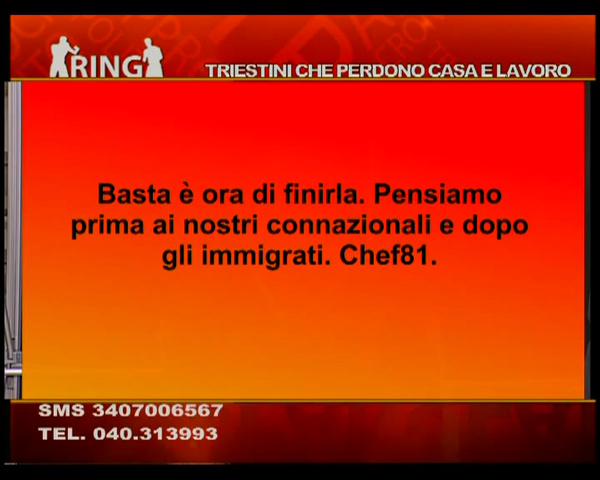 RING
TRIESTINI CHE PERDONO CASA E LAVORO
Basta è ora di finirla. Pensiamo
prima ai nostri connazionali e dopo
gli immigrati. Chef81.
SMS 3407006567
TEL. 040.313993